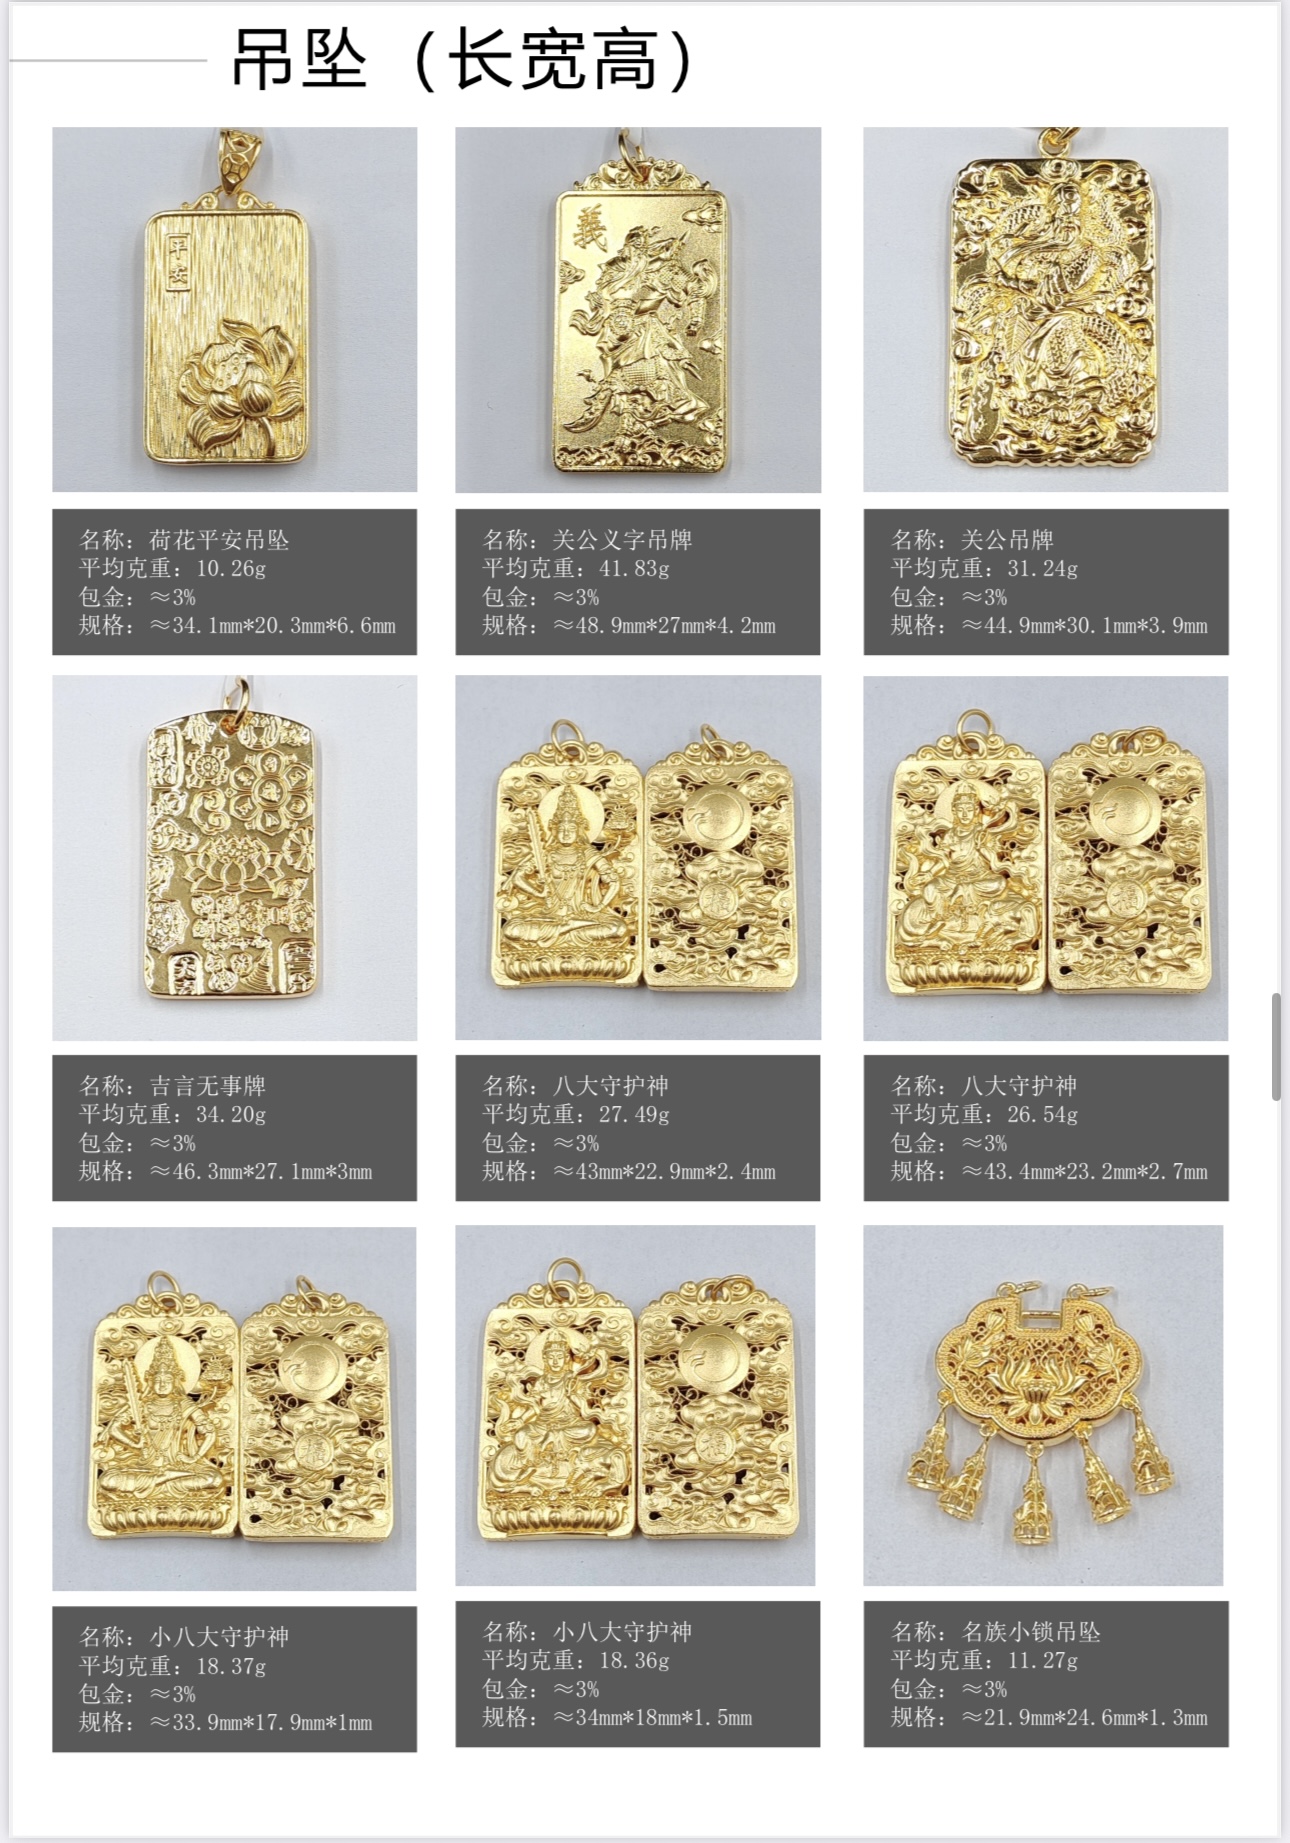 吊坠（长宽高）
平安
義
名称：荷花平安吊坠
平均克重：10.26g
包金：≈3%
规格：≈34.1mm*20.3mm*6.6mm
名称：关公义字吊牌
平均克重：41.83g
包金：≈3%
规格：≈48.9mm*27mm*4.2mm
名称：关公吊牌
平均克重：31.24g
包金：≈3%
规格：≈44.9mm*30.1mm*3.9mm
名称：吉言无事牌
平均克重：34.20g
包金：≈3%
规格：≈46.3mm*27.1mm*3mm
名称：八大守护神
平均克重：27.49g
包金：≈3%
规格：≈43mm*22.9mm*2.4mm
名称：八大守护神
平均克重：26.54g
包金：≈3%
规格：≈43.4mm*23.2mm*2.7mm
名称：小八大守护神
平均克重：18.37g
包金：≈3%
规格：≈33.9mm*17.9mm*1mm
名称：小八大守护神
平均克重：18.36g
包金：≈3%
规格：≈34mm*18mm*1.5mm
名称：名族小锁吊坠
平均克重：11.27g
包金：≈3%
规格：≈21.9mm*24.6mm*1.3mm